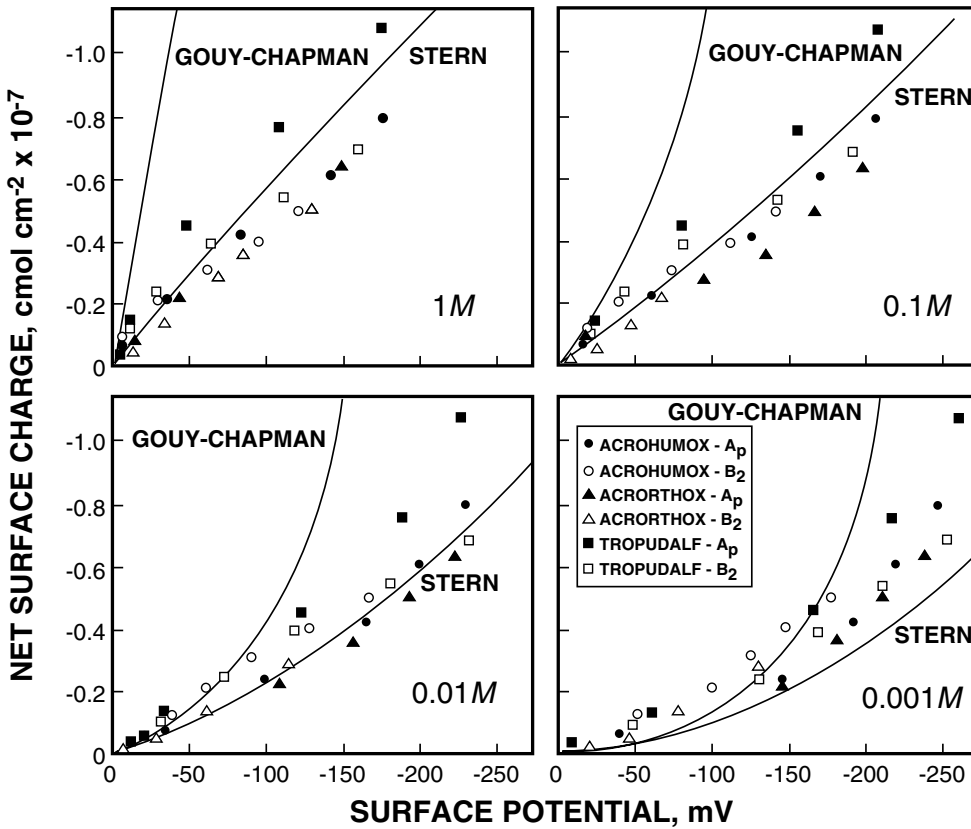 NET SURFACE CHARGE, cmol cm-2 x 10-7
-1.0
-0.8
-0.6
-0.4
-0.2
0
GOUY-CHAPMAN
STERN
1M
GOUY-CHAPMAN
STERN
0.1M
-1.0
-0.8
-0.6
-0.4
-0.2
0
GOUY-CHAPMAN
STERN
0.01M
0 -50 -100 -150 -200 -250
GOUY-CHAPMAN
ACROHUMOX - Ap
ACROHUMOX - B2
ACRORTHOX - Ap
ACRORTHOX - B2
TROPUDALF - Ap
TROPUDALF - B2
STERN
0.001M
0 -50 -100 -150 -200 -250
SURFACE POTENTIAL, mV